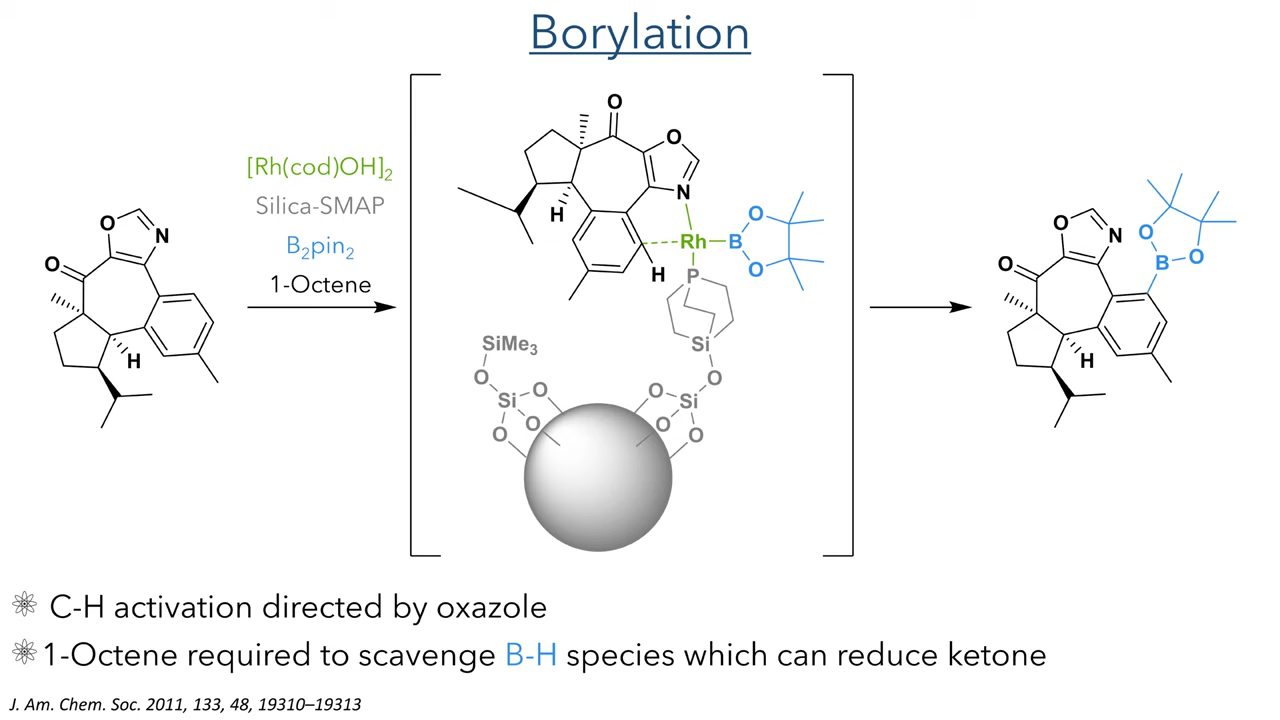 Borylation
[Rh(cod)OH]₂
Silica-SMAP
B₂pin₂
1-Octene
O
N
O
H
O
O
N
H
H
Rh
B
O
O
P
Si
O
SiMe₃
O
Si
O
O
O
O
Si
O
O
O
N
O
H
B
O
O
C-H activation directed by oxazole
1-Octene required to scavenge B-H species which can reduce ketone
J. Am. Chem. Soc. 2011, 133, 48, 19310–19313